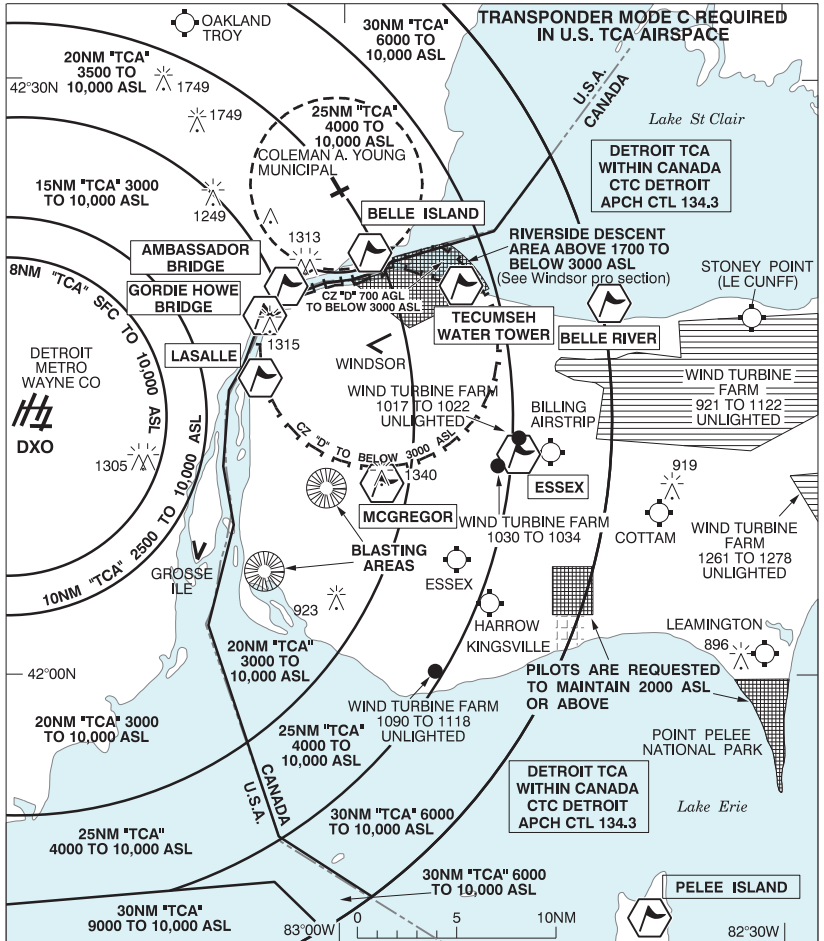 TRANSPONDER MODE C REQUIRED
IN U.S. TCA AIRSPACE
OAKLAND
TROY
30NM "TCA"
6000 TO
10,000 ASL
20NM "TCA"
3500 TO
10,000 ASL
42°30N
1749
1749
U.S.A.
CANADA
Lake St Clair
25NM "TCA"
4000 TO
10,000 ASL
COLEMAN A. YOUNG
MUNICIPAL
DETROIT TCA
WITHIN CANADA
CTC DETROIT
APCH CTL 134.3
15NM "TCA" 3000
TO 10,000 ASL
1249
BELLE ISLAND
1313
AMBASSADOR
BRIDGE
RIVERSIDE DESCENT
AREA ABOVE 1700 TO
BELOW 3000 ASL
(See Windsor pro section)
STONEY POINT
(LE CUNFF)
8NM "TCA" SFC TO 10,000 ASL
GORDIE HOWE
BRIDGE
CZ "D" 700 AGL
TO BELOW 3000 ASL
TECUMSEH
WATER TOWER
BELLE RIVER
1315
LASALLE
WINDSOR
DETROIT
METRO
WAYNE CO
DXO
WIND TURBINE FARM
1017 TO 1022
UNLIGHTED
BILLING
AIRSTRIP
WIND TURBINE
FARM
921 TO 1122
UNLIGHTED
CZ "D" TO BELOW 3000 ASL
1305
1340
919
MCGREGOR
ESSEX
10NM "TCA" 2500 TO 10,000 ASL
WIND TURBINE FARM
1030 TO 1034
COTTAM
WIND TURBINE
FARM
1261 TO 1278
UNLIGHTED
BLASTING
AREAS
GROSSE
ILE
ESSEX
923
HARROW
KINGSVILLE
LEAMINGTON
896
20NM "TCA"
3000 TO
10,000 ASL
42°00N
PILOTS ARE REQUESTED
TO MAINTAIN 2000 ASL
OR ABOVE
WIND TURBINE FARM
1090 TO 1118
UNLIGHTED
20NM "TCA" 3000
TO 10,000 ASL
25NM "TCA"
4000 TO
10,000 ASL
POINT PELEE
NATIONAL PARK
CANADA
U.S.A.
DETROIT TCA
WITHIN CANADA
CTC DETROIT
APCH CTL 134.3
Lake Erie
25NM "TCA"
4000 TO 10,000 ASL
30NM "TCA" 6000
TO 10,000 ASL
30NM "TCA" 6000
TO 10,000 ASL
PELEE ISLAND
30NM "TCA"
9000 TO 10,000 ASL
83°00W
0 5 10NM
82°30W